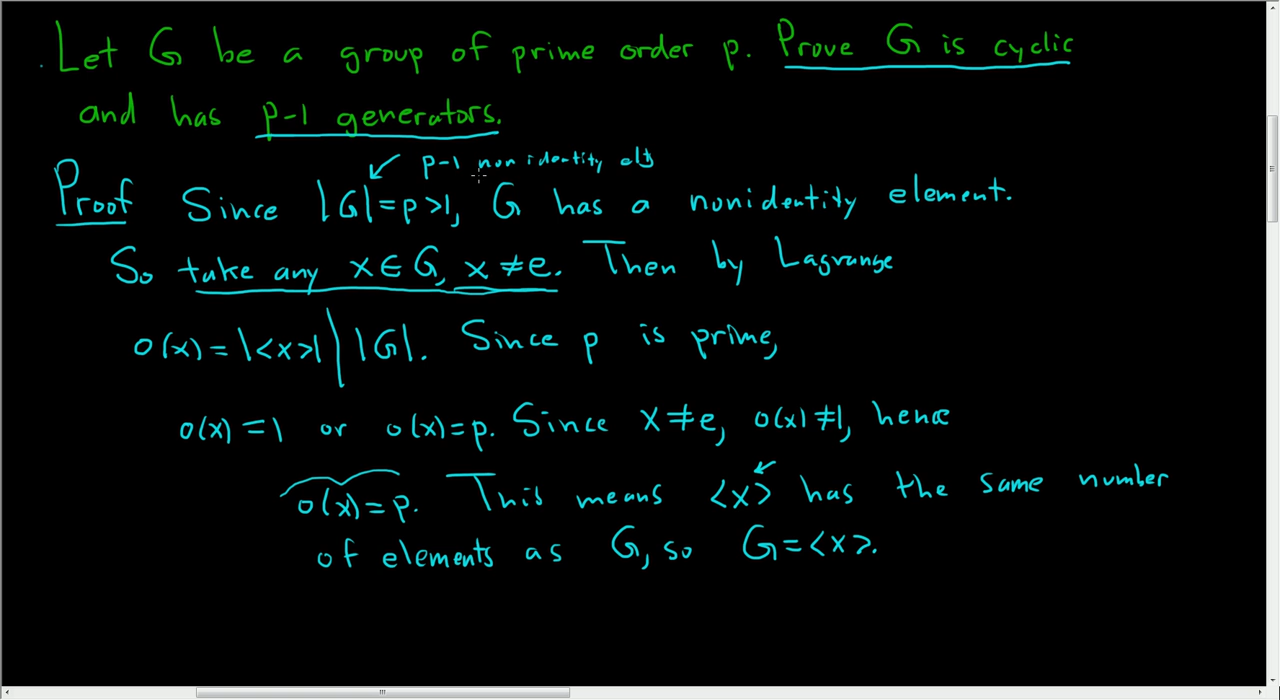 . Let G be a group of prime order p. Prove G is cyclic
and has p-1 generators.
p-1 nonidentity elts
Proof Since |G|=p>1, G has a nonidentity element.
So take any x∈G, x≠e. Then by Lagrange
o(x)=|<x>| | |G|. Since p is prime,
o(x)=1 or o(x)=p. Since x≠e, o(x)≠1, hence
o(x)=p. This means <x> has the same number
of elements as G, so G=<x>.